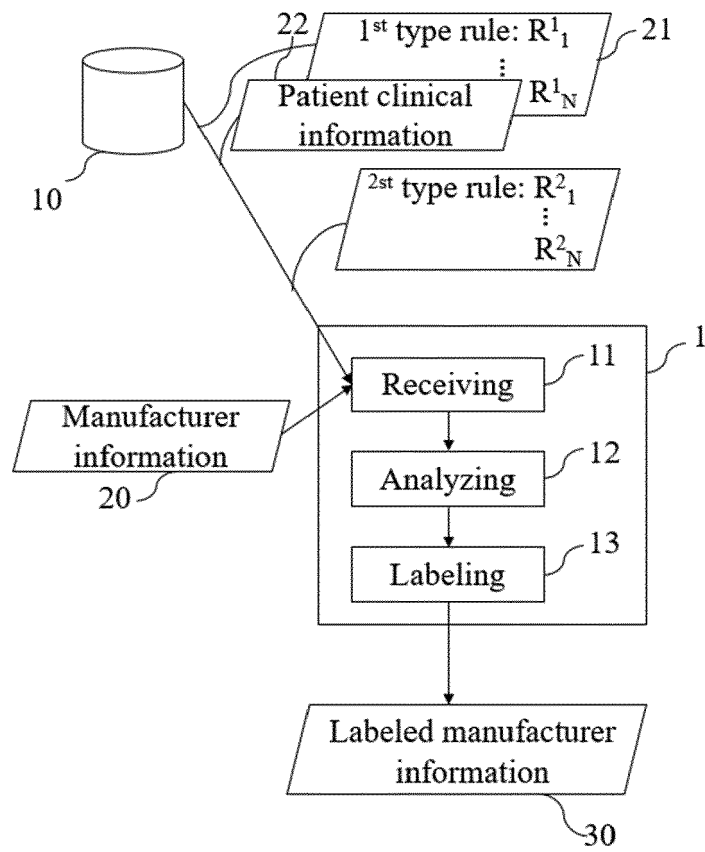 22
1st type rule: R¹₁
21
⋮
R¹N
Patient clinical
information
10
2st type rule: R²₁
⋮
R²N
1
Receiving
11
Manufacturer
information
20
Analyzing
12
Labeling
13
Labeled manufacturer
information
30